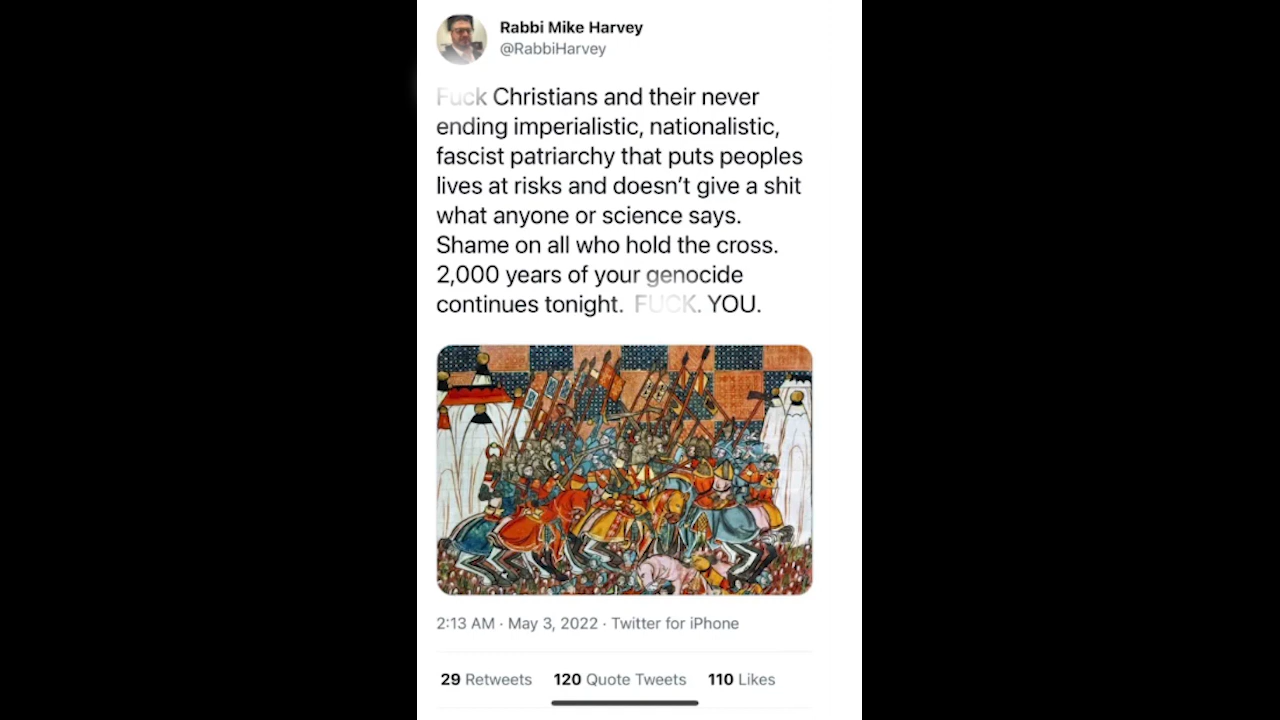 Rabbi Mike Harvey
@RabbiHarvey
Fuck Christians and their never
ending imperialistic, nationalistic,
fascist patriarchy that puts peoples
lives at risks and doesn't give a shit
what anyone or science says.
Shame on all who hold the cross.
2,000 years of your genocide
continues tonight. FUCK. YOU.
2:13 AM · May 3, 2022 · Twitter for iPhone
29 Retweets 120 Quote Tweets 110 Likes